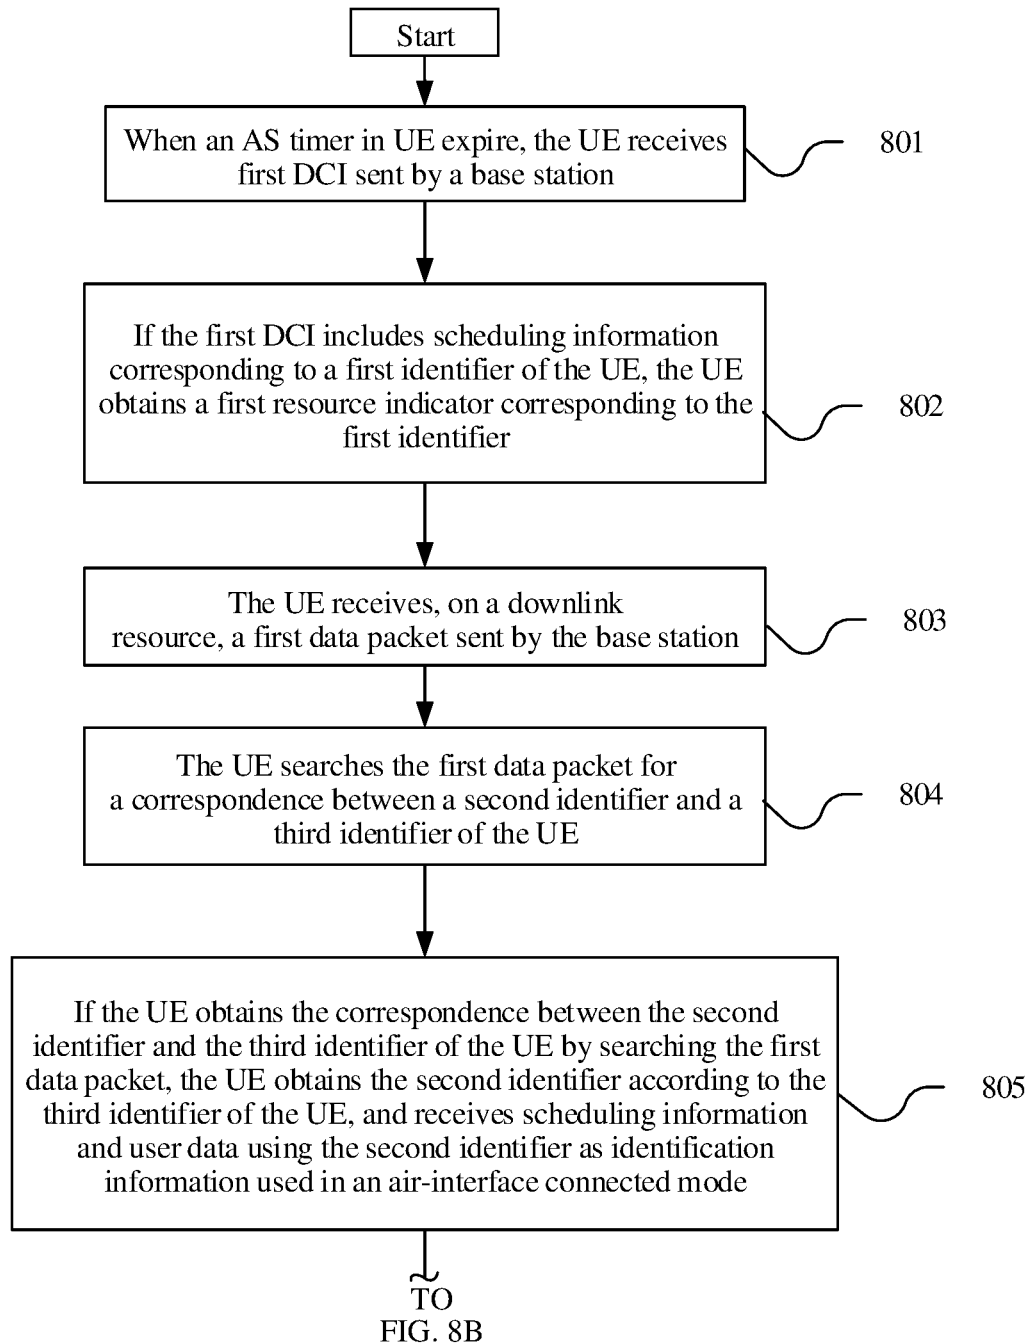 Start
When an AS timer in UE expire, the UE receives
first DCI sent by a base station
801
If the first DCI includes scheduling information
corresponding to a first identifier of the UE, the UE
obtains a first resource indicator corresponding to the
first identifier
802
The UE receives, on a downlink
resource, a first data packet sent by the base station
803
The UE searches the first data packet for
a correspondence between a second identifier and a
third identifier of the UE
804
If the UE obtains the correspondence between the second
identifier and the third identifier of the UE by searching the first
data packet, the UE obtains the second identifier according to the
third identifier of the UE, and receives scheduling information
and user data using the second identifier as identification
information used in an air-interface connected mode
805
TO
FIG. 8B